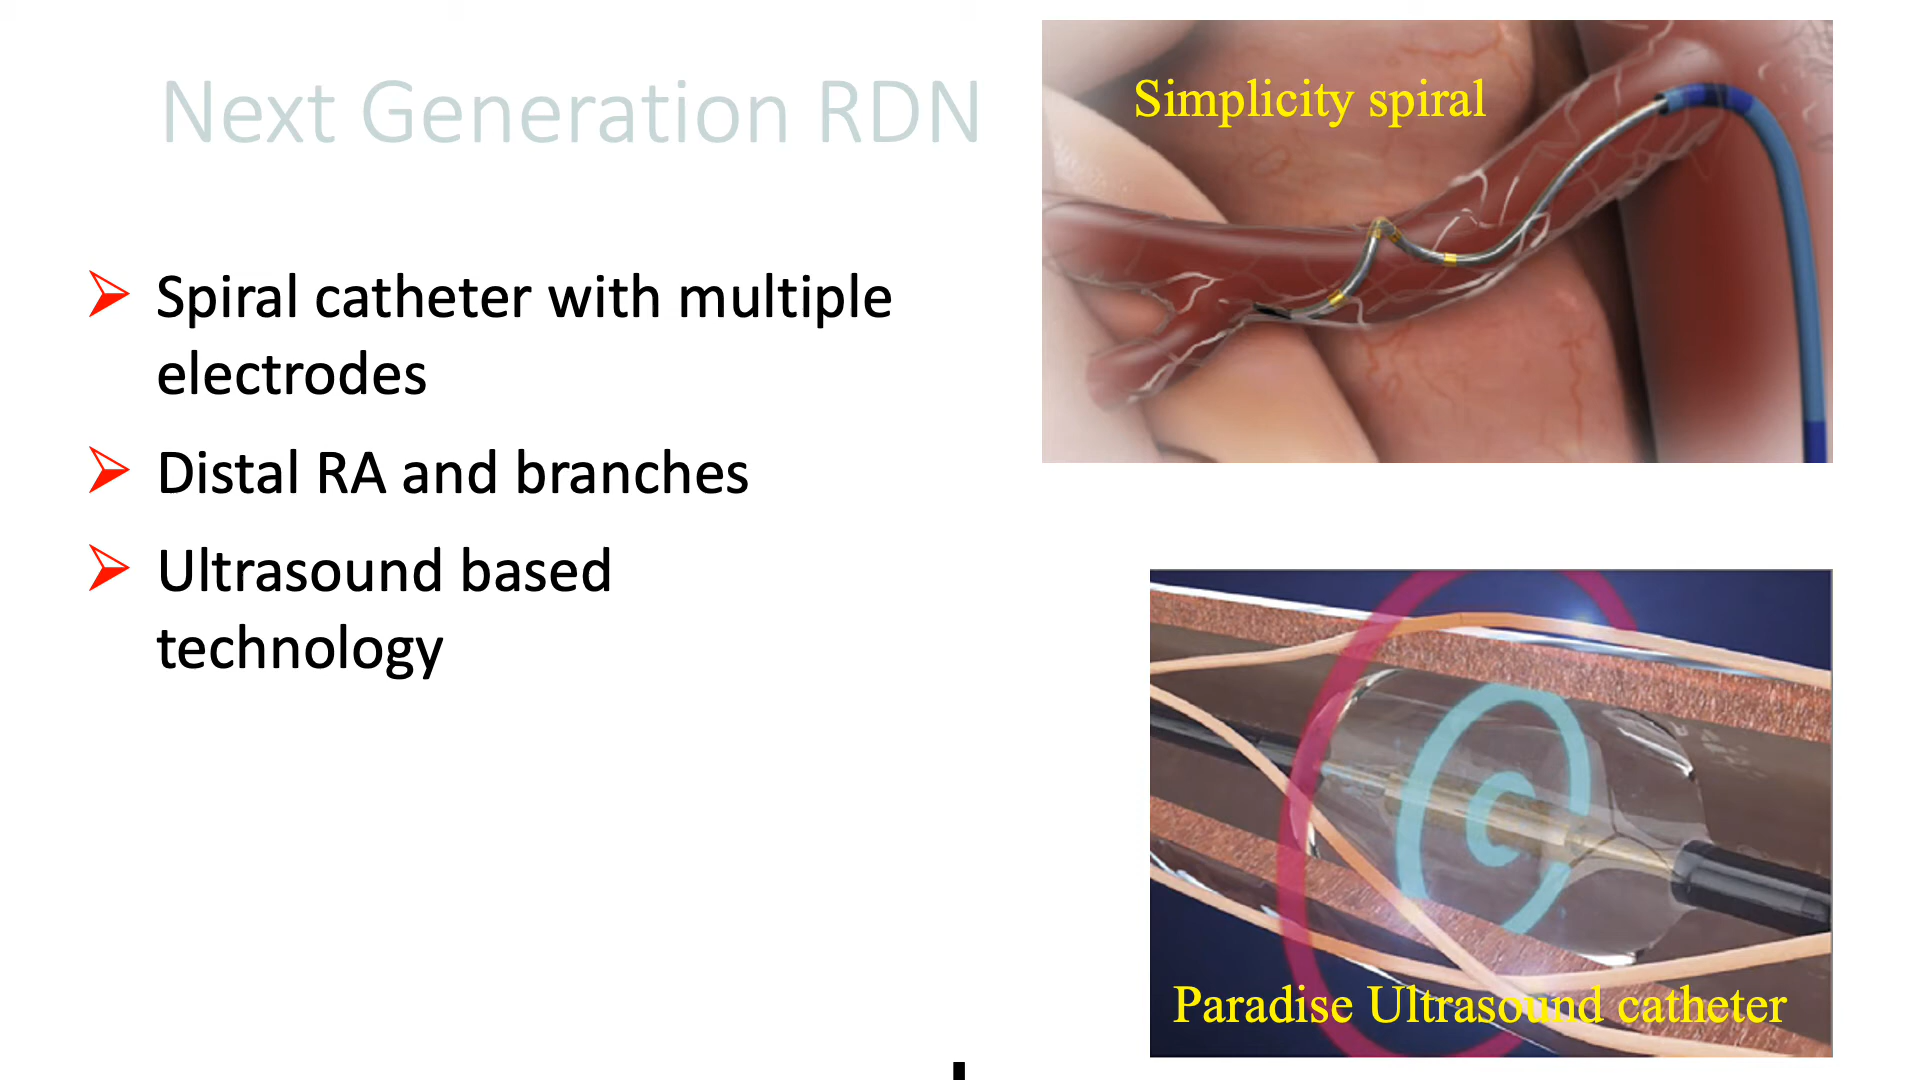 Next Generation RDN
Simplicity spiral
Spiral catheter with multiple
electrodes
Distal RA and branches
Ultrasound based
technology
Paradise Ultrasound catheter